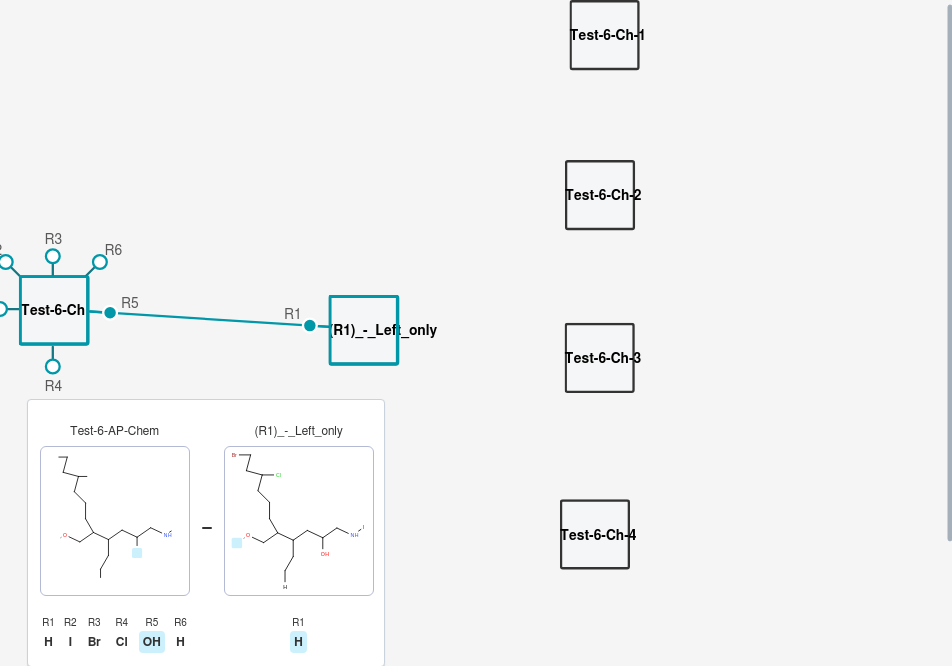 Test-6-Ch-1
Test-6-Ch-2
R3
R6
Test-6-Ch
R5
R1
(R1)_-_Left_only
R4
Test-6-Ch-3
Test-6-AP-Chem
(R1)_-_Left_only
Br
Cl
O
NH
–
O
I
NH
OH
H
Test-6-Ch-4
R1 R2 R3 R4 R5 R6
H I Br Cl OH H
R1
H